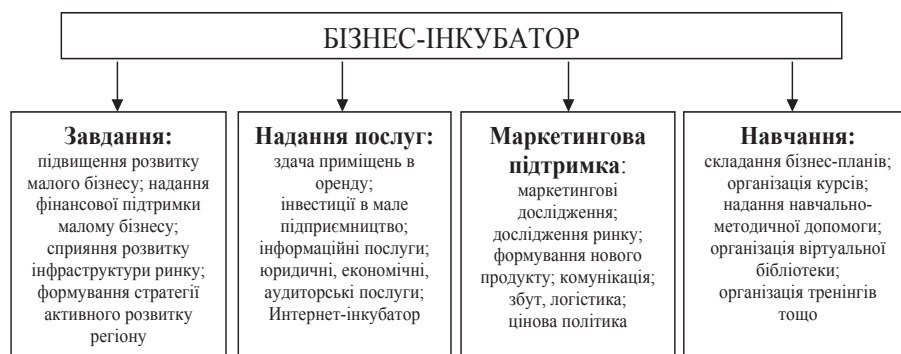 БІЗНЕС-ІНКУБАТОР
Завдання:
підвищення розвитку
малого бізнесу; надання
фінансової підтримки
малому бізнесу;
сприяння розвитку
інфраструктури ринку;
формування стратегії
активного розвитку
регіону
Надання послуг:
здача приміщень в
оренду;
інвестиції в мале
підприємництво;
інформаційні послуги;
юридичні, економічні,
аудиторські послуги;
Интернет-інкубатор
Маркетингова
підтримка:
маркетингові
дослідження;
дослідження ринку;
формування нового
продукту; комунікація;
збут, логістика;
цінова політика
Навчання:
складання бізнес-планів;
організація курсів;
надання навчально-
методичної допомоги;
організація віртуальної
бібліотеки;
організація тренінгів
тощо